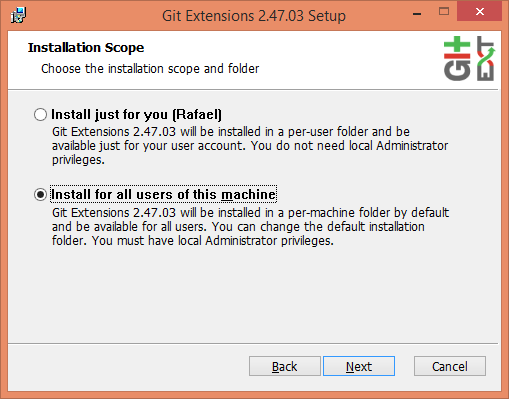 Git Extensions 2.47.03 Setup
Installation Scope
Choose the installation scope and folder
GIt
EXT
Install just for you (Rafael)
Git Extensions 2.47.03 will be installed in a per-user folder and be
available just for your user account. You do not need local Administrator
privileges.
Install for all users of this machine
Git Extensions 2.47.03 will be installed in a per-machine folder by default
and be available for all users. You can change the default installation
folder. You must have local Administrator privileges.
Back
Next
Cancel